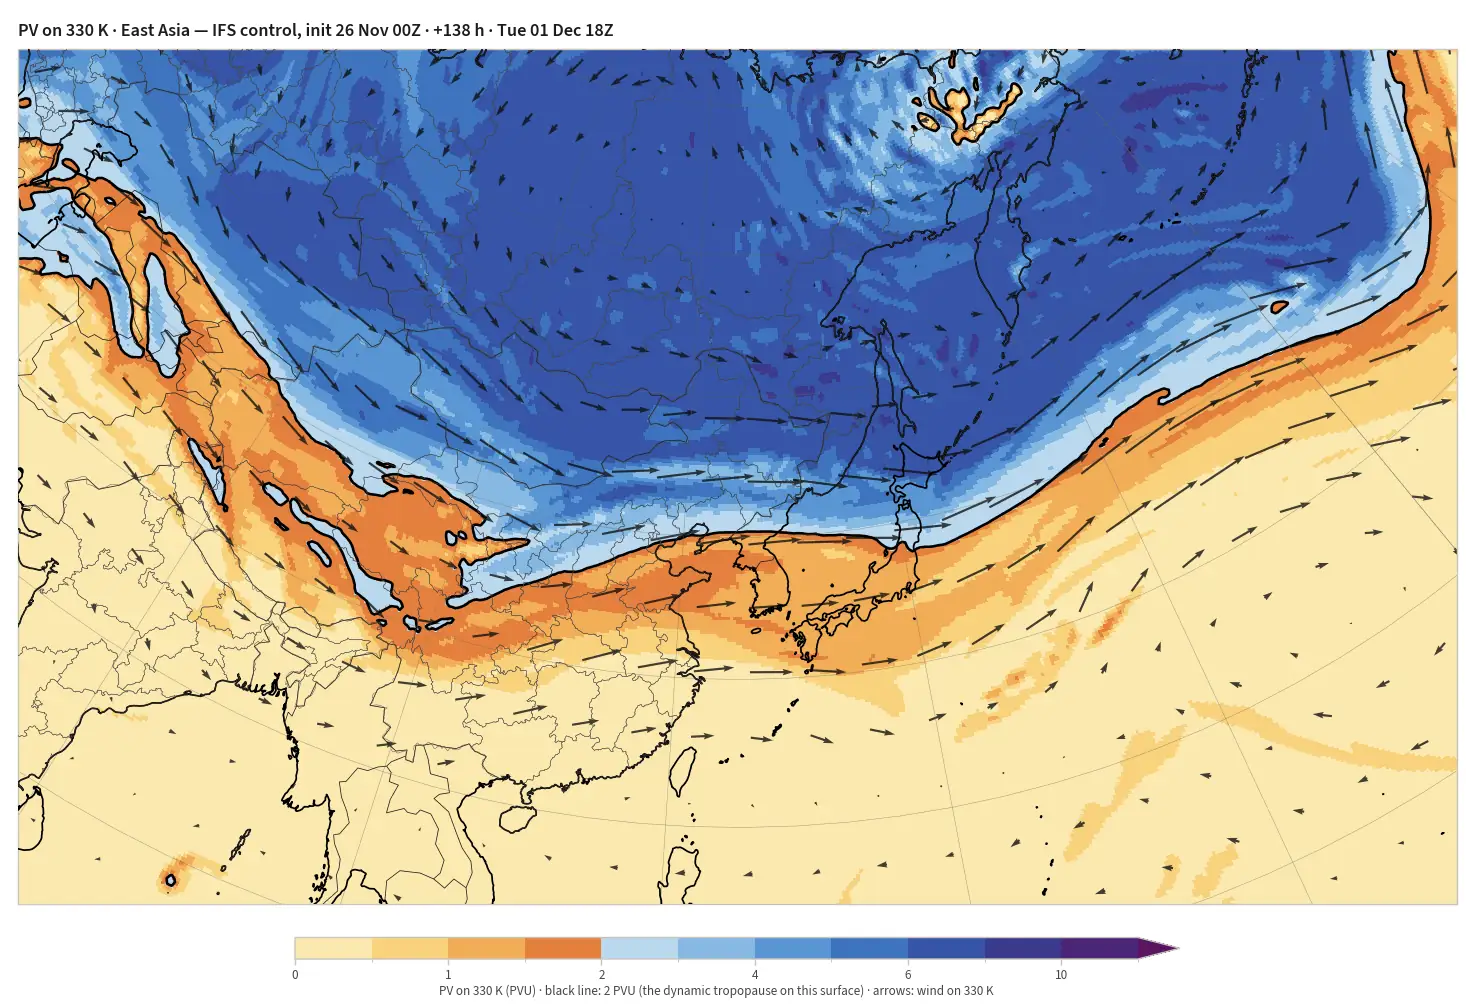 PV on 330 K · East Asia — IFS control, init 26 Nov 00Z · +138 h · Tue 01 Dec 18Z
0 1 2 4 6 10
PV on 330 K (PVU) · black line: 2 PVU (the dynamic tropopause on this surface) · arrows: wind on 330 K